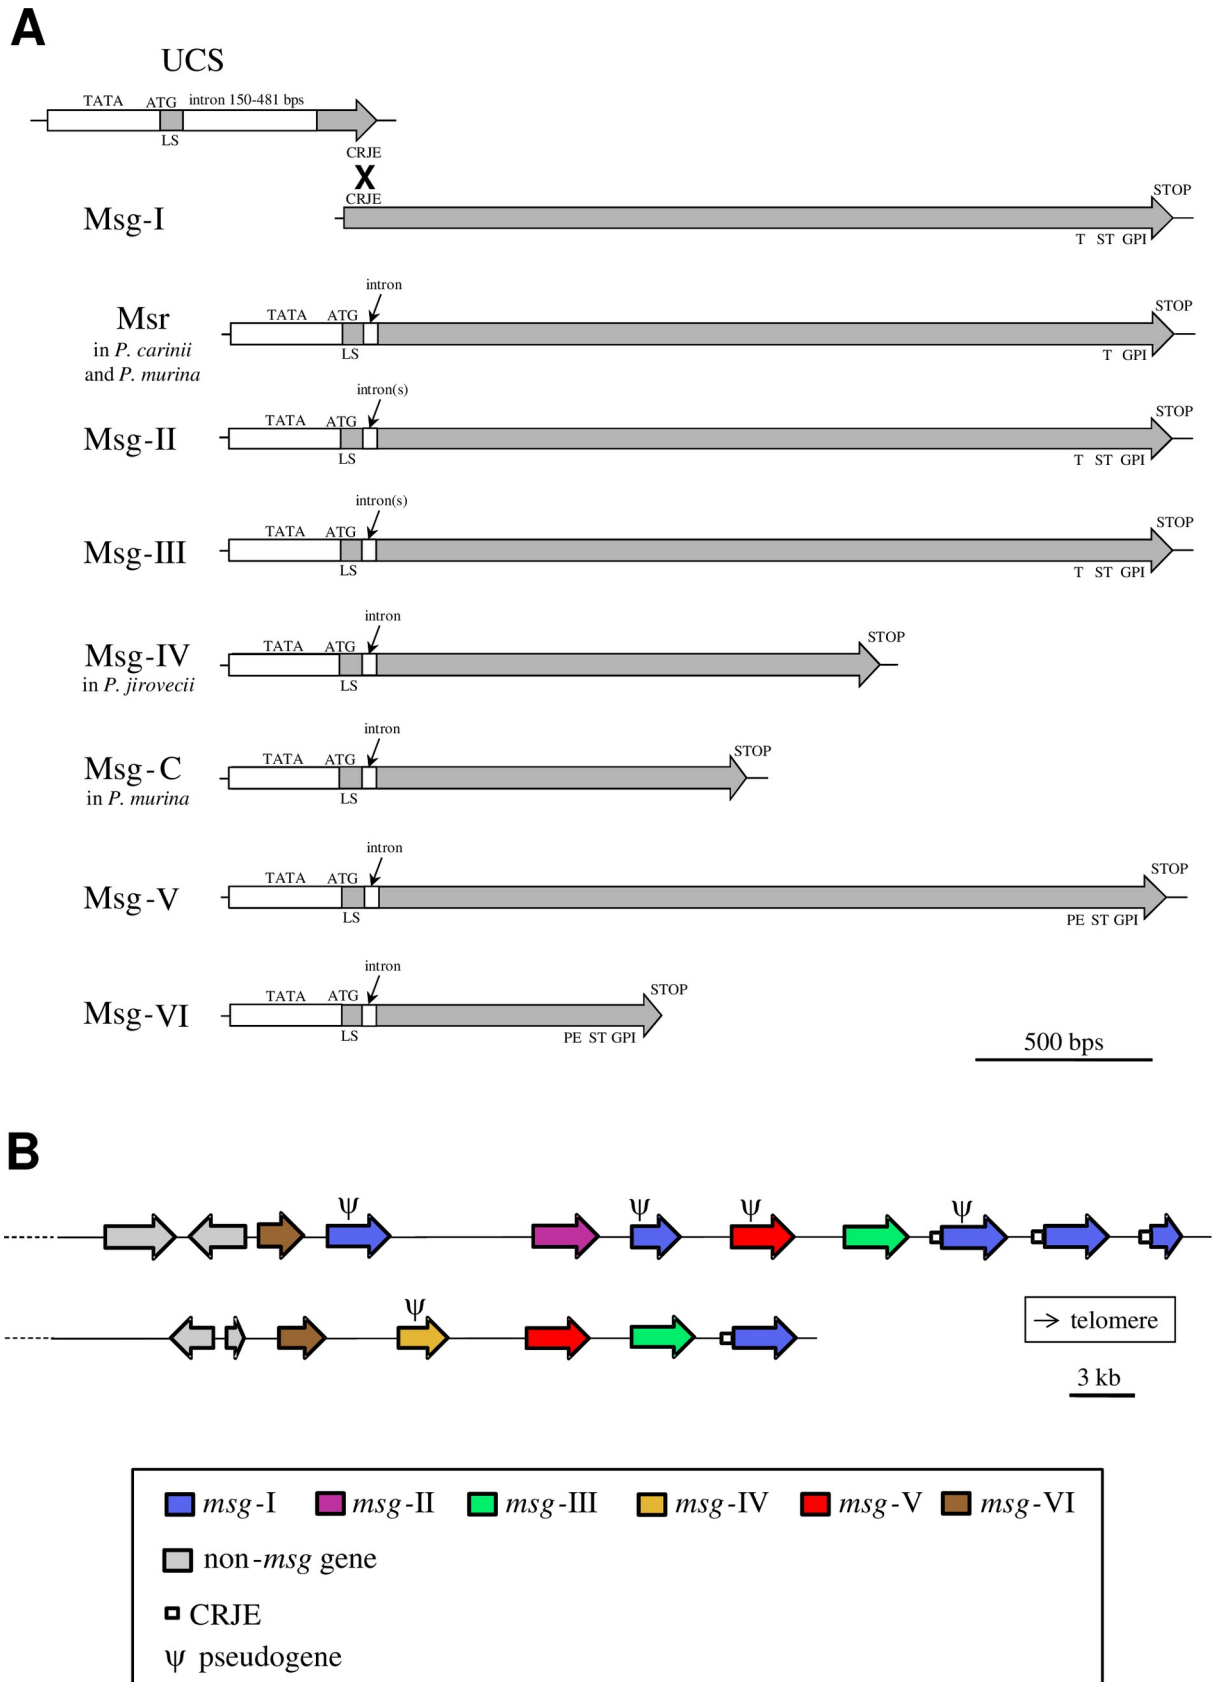 A
UCS
TATA ATG intron 150-481 bps
LS
CRJE
X
CRJE
STOP
Msg-I
T ST GPI
intron
Msr
TATA ATG STOP
in P. carinii
LS T GPI
and P. murina
intron(s)
TATA ATG STOP
Msg-II
LS T ST GPI
intron(s)
TATA ATG STOP
Msg-III
LS T ST GPI
intron
TATA ATG STOP
Msg-IV
in P. jirovecii
LS
intron
TATA ATG STOP
Msg-C
in P. murina
LS
intron
TATA ATG STOP
Msg-V
LS PE ST GPI
intron
TATA ATG STOP
Msg-VI
LS PE ST GPI
500 bps
B
ψ ψ ψ ψ
ψ
→ telomere
3 kb
msg-I msg-II msg-III msg-IV msg-V msg-VI
non-msg gene
CRJE
ψ pseudogene